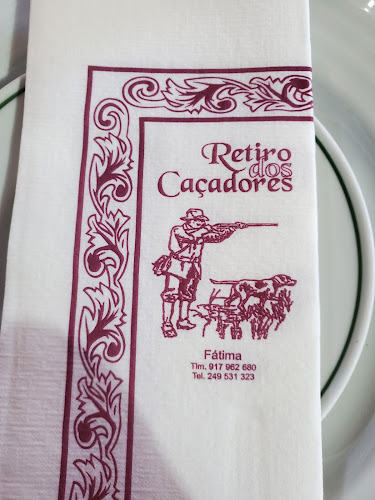 Retiro
dos
Caçadores
Fátima
Tlm. 917 962 680
Tel. 249 531 323